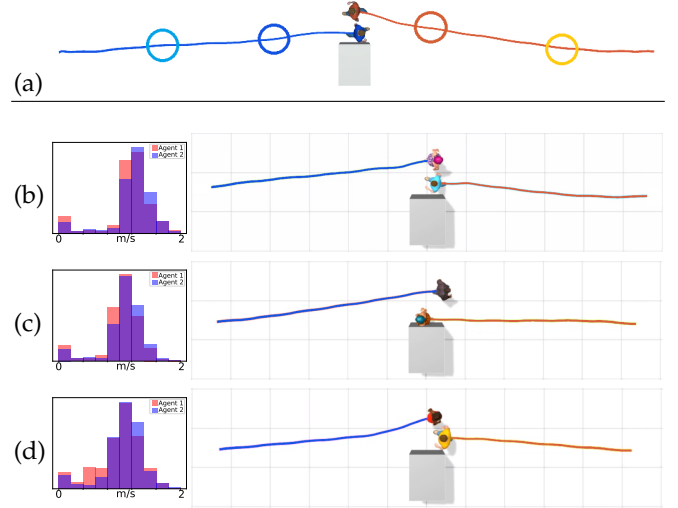 (a)
(b)
Agent 1
Agent 2
0 m/s 2
(c)
Agent 1
Agent 2
0 m/s 2
(d)
Agent 1
Agent 2
0 m/s 2